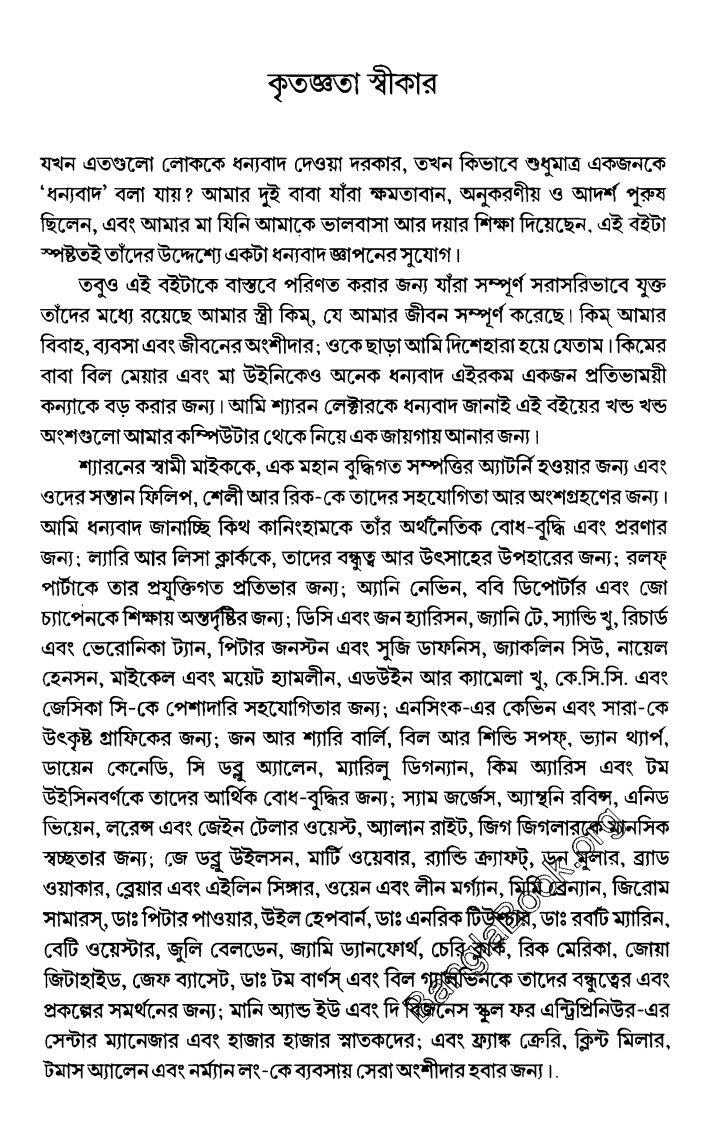 কৃতজ্ঞতা স্বীকার
যখন এতগুলো লোককে ধন্যবাদ দেওয়া দরকার, তখন কিভাবে শুধুমাত্র একজনকে
‘ধন্যবাদ’ বলা যায়? আমার দুই বাবা যাঁরা ক্ষমতাবান, অনুকরণীয় ও আদর্শ পুরুষ
ছিলেন, এবং আমার মা যিনি আমাকে ভালবাসা আর দয়ার শিক্ষা দিয়েছেন. এই বইটা
স্পষ্টতই তাঁদের উদ্দেশ্যে একটা ধন্যবাদ জ্ঞাপনের সুযোগ।
তবুও এই বইটাকে বাস্তবে পরিণত করার জন্য যাঁরা সম্পূর্ণ সরাসরিভাবে যুক্ত
তাঁদের মধ্যে রয়েছে আমার স্ত্রী কিম্, যে আমার জীবন সম্পূর্ণ করেছে। কিম্ আমার
বিবাহ, ব্যবসা এবং জীবনের অংশীদার; ওকে ছাড়া আমি দিশেহারা হয়ে যেতাম। কিমের
বাবা বিল মেয়ার এবং মা উইনিকেও অনেক ধন্যবাদ এইরকম একজন প্রতিভাময়ী
কন্যাকে বড় করার জন্য। আমি শ্যারন লেক্টারকে ধন্যবাদ জানাই এই বইয়ের খন্ড খন্ড
অংশগুলো আমার কম্পিউটার থেকে নিয়ে এক জায়গায় আনার জন্য।
শ্যারনের স্বামী মাইককে, এক মহান বুদ্ধিগত সম্পত্তির অ্যাটর্নি হওয়ার জন্য এবং
ওদের সন্তান ফিলিপ, শেলী আর রিক-কে তাদের সহযোগিতা আর অংশগ্রহণের জন্য।
আমি ধন্যবাদ জানাচ্ছি কিথ কানিংহামকে তাঁর অর্থনৈতিক বোধ-বুদ্ধি এবং প্ররণার
জন্য; ল্যারি আর লিসা ক্লার্ককে, তাদের বন্ধুত্ব আর উৎসাহের উপহারের জন্য; রলফ্
পার্টাকে তার প্রযুক্তিগত প্রতিভার জন্য; অ্যানি নেভিন, ববি ডিপোর্টার এবং জো
চ্যাপেনকে শিক্ষায় অন্তর্দৃষ্টির জন্য; ডিসি এবং জন হ্যারিসন, জ্যানি টে, স্যান্ডি খু, রিচার্ড
এবং ভেরোনিকা ট্যান, পিটার জনস্টন এবং সুজি ডাফনিস, জ্যাকলিন সিউ, নায়েল
হেনসন, মাইকেল এবং ময়েট হ্যামলীন, এডউইন আর ক্যামেলা খু, কে.সি.সি. এবং
জেসিকা সি-কে পেশাদারি সহযোগিতার জন্য; এনসিংক-এর কেভিন এবং সারা-কে
উৎকৃষ্ট গ্রাফিকের জন্য; জন আর শ্যারি বার্লি, বিল আর শিন্ডি সপফ্, ভ্যান থ্যার্প,
ডায়েন কেনেডি, সি ডব্লু অ্যালেন, ম্যারিলু ডিগন্যান, কিম অ্যারিস এবং টম
উইসিনবর্ণকে তাদের আর্থিক বোধ-বুদ্ধির জন্য; স্যাম জর্জেস, অ্যান্থনি রবিন্স, এনিড
ভিয়েন, লরেন্স এবং জেইন টেলার ওয়েস্ট, অ্যালান রাইট, জিগ জিগলারকে মানসিক
স্বচ্ছতার জন্য; জে ডব্লু উইলসন, মার্টি ওয়েবার, র‍্যান্ডি ক্র্যাফট্, ডন মুলার, ব্র্যাড
ওয়াকার, ব্লেয়ার এবং এইলিন সিঙ্গার, ওয়েন এবং লীন মর্গ্যান, মিমি ব্রেন্যান, জিরোম
সামারস্, ডাঃ পিটার পাওয়ার, উইল হেপবার্ন, ডাঃ এনরিক টিউশ্চার, ডাঃ রবার্ট ম্যারিন,
বেটি ওয়েস্টার, জুলি বেলডেন, জ্যামি ড্যানফোর্থ, চেরি ক্লার্ক, রিক মেরিকা, জোয়া
জিটাহাইড, জেফ ব্যাসেট, ডাঃ টম বার্ণস্ এবং বিল গ্যালভিনকে তাদের বন্ধুত্বের এবং
প্রকল্পের সমর্থনের জন্য; মানি অ্যান্ড ইউ এবং দি বিজনেস স্কুল ফর এন্ট্রিপ্রিনিউর-এর
সেন্টার ম্যানেজার এবং হাজার হাজার স্নাতকদের; এবং ফ্র্যাঙ্ক ক্রেরি, ক্লিন্ট মিলার,
টমাস অ্যালেন এবং নর্ম্যান লং-কে ব্যবসায় সেরা অংশীদার হবার জন্য।.
BanglaBook.org